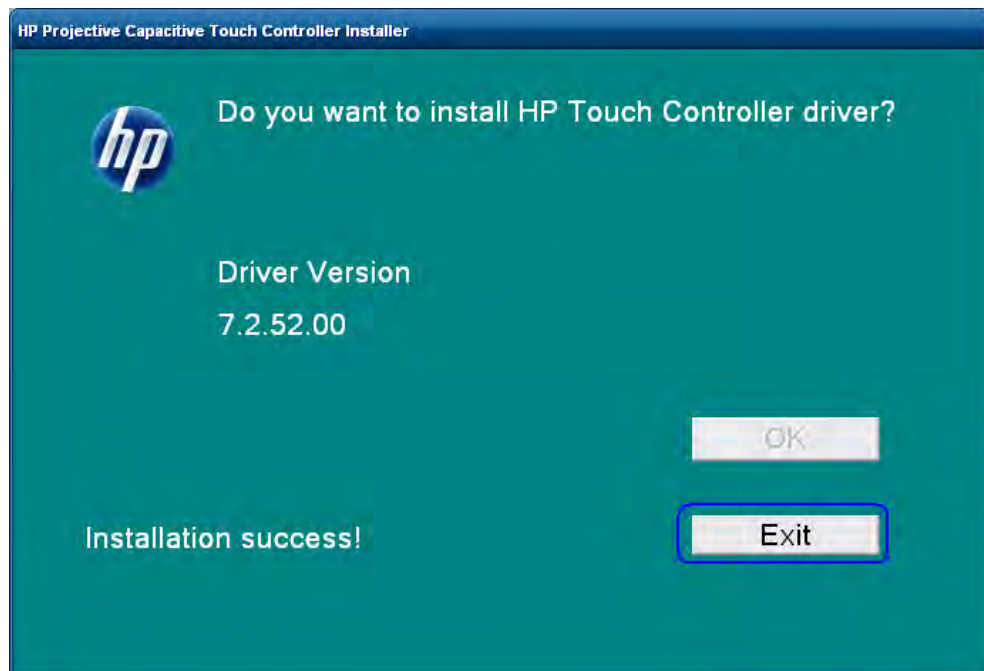 HP Projective Capacitive Touch Controller Installer
hp
Do you want to install HP Touch Controller driver?
Driver Version
7.2.52.00
OK
Installation success!
Exit